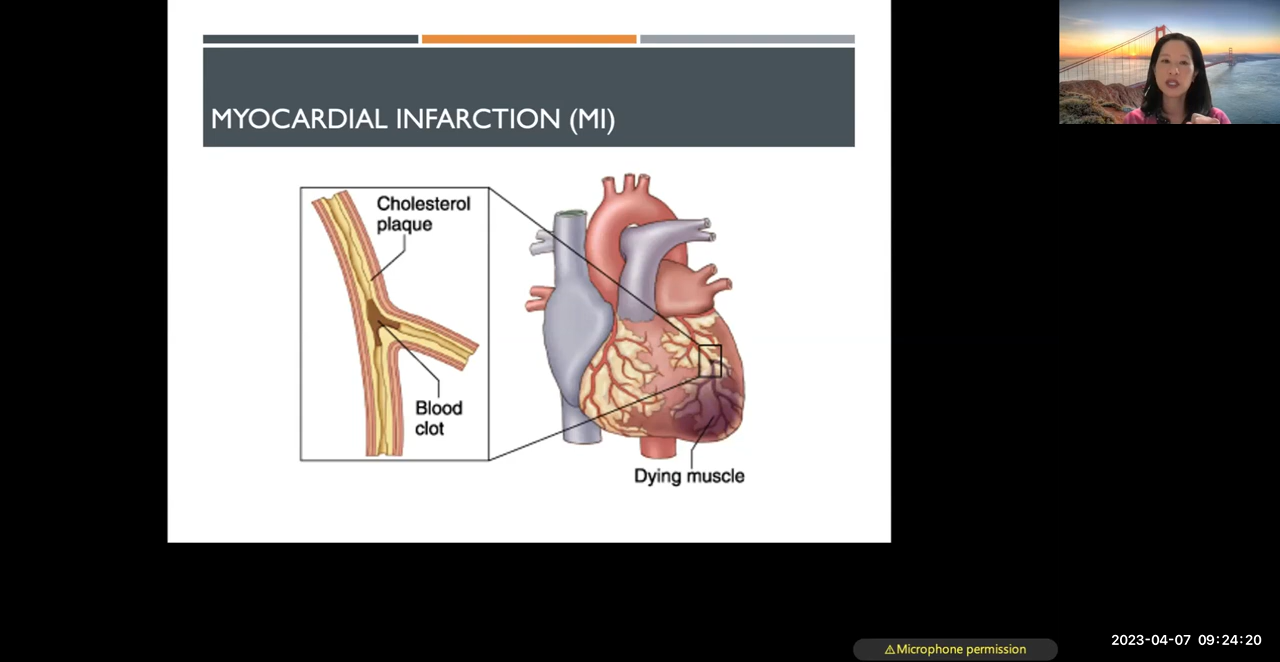 MYOCARDIAL INFARCTION (MI)
Cholesterol
plaque
Blood
clot
Dying muscle
⚠Microphone permission
2023-04-07 09:24:20